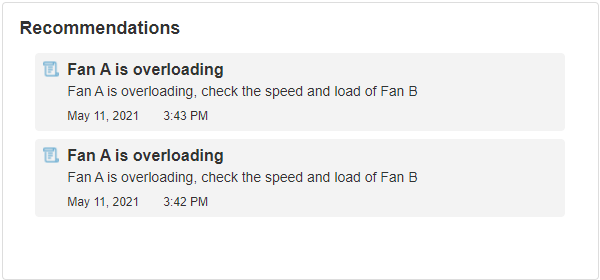 Recommendations
Fan A is overloading
Fan A is overloading, check the speed and load of Fan B
May 11, 2021 3:43 PM
Fan A is overloading
Fan A is overloading, check the speed and load of Fan B
May 11, 2021 3:42 PM